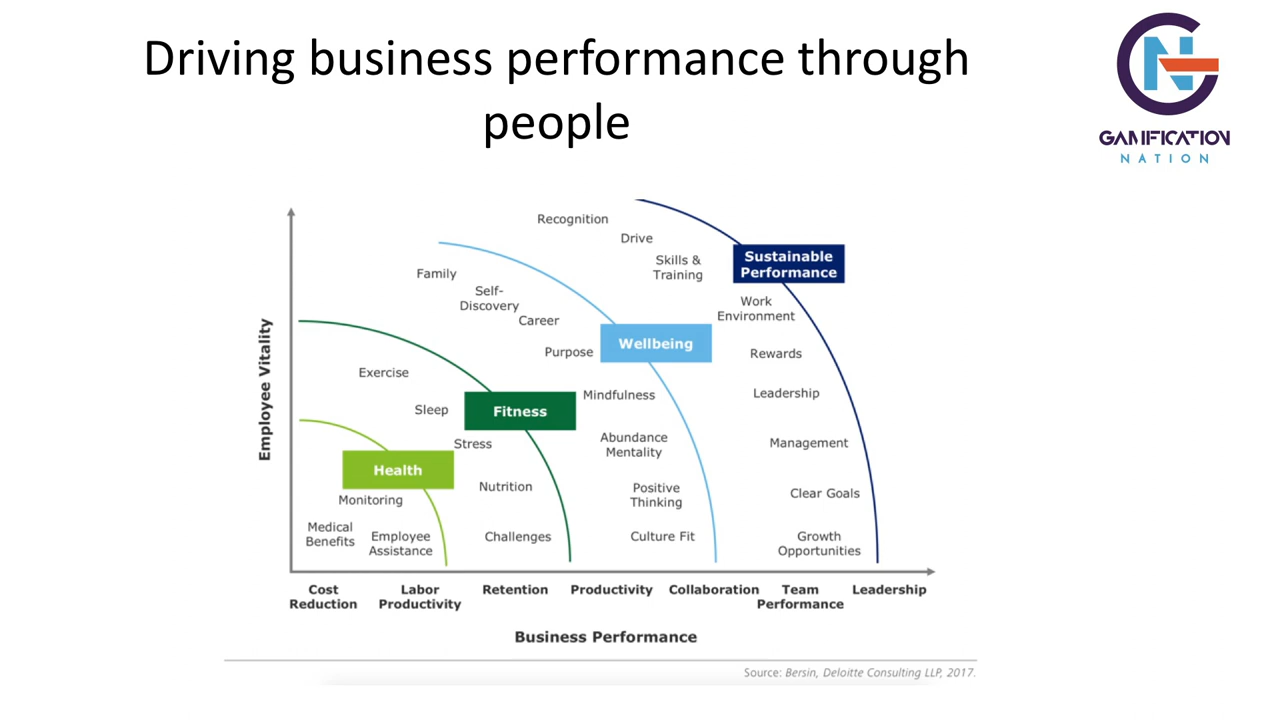 Driving business performance through
people
GAMIFICATION
NATION
Recognition
Drive
Skills &
Training
Sustainable
Performance
Family
Self-
Discovery
Career
Purpose
Wellbeing
Work
Environment
Rewards
Leadership
Management
Clear Goals
Growth
Opportunities
Mindfulness
Abundance
Mentality
Positive
Thinking
Culture Fit
Exercise
Sleep
Fitness
Stress
Nutrition
Challenges
Health
Monitoring
Medical
Benefits
Employee
Assistance
Employee Vitality
Cost
Reduction
Labor
Productivity
Retention
Productivity
Collaboration
Team
Performance
Leadership
Business Performance
Source: Bersin, Deloitte Consulting LLP, 2017.